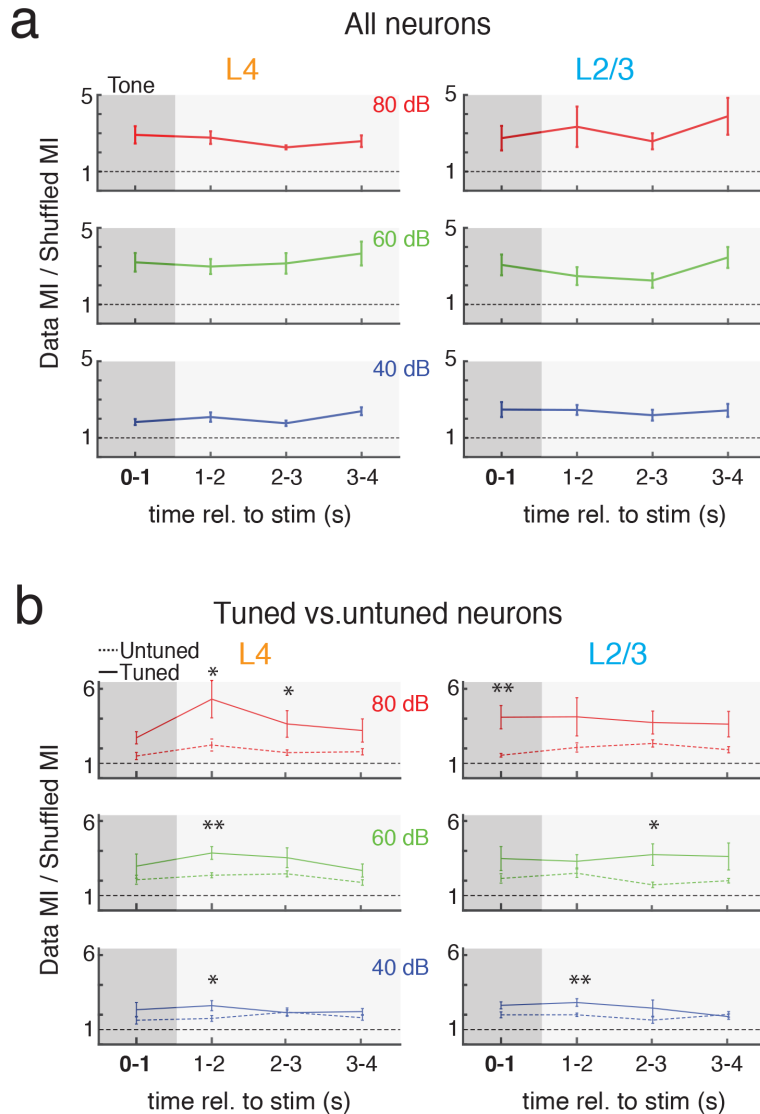 a
All neurons
L4
L2/3
Tone
5
1
80 dB
5
1
5
1
60 dB
5
1
5
1
40 dB
5
1
Data MI / Shuffled MI
0-1 1-2 2-3 3-4
0-1 1-2 2-3 3-4
time rel. to stim (s)
time rel. to stim (s)
b
Tuned vs.untuned neurons
Untuned
Tuned
L4
L2/3
6
1
* *
80 dB
6
1
**
6
1
**
60 dB
6
1
*
6
1
*
40 dB
6
1
**
Data MI / Shuffled MI
0-1 1-2 2-3 3-4
0-1 1-2 2-3 3-4
time rel. to stim (s)
time rel. to stim (s)